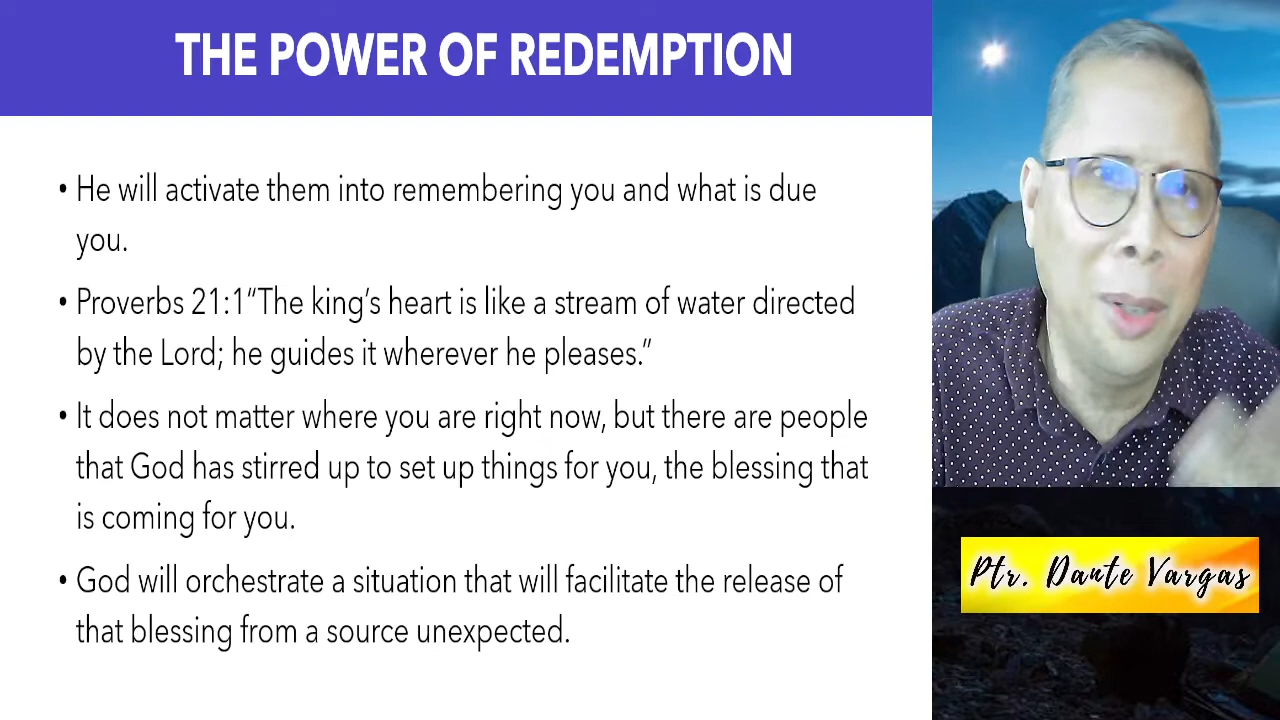 THE POWER OF REDEMPTION
• He will activate them into remembering you and what is due
you.
• Proverbs 21:1“The king’s heart is like a stream of water directed
by the Lord; he guides it wherever he pleases.”
• It does not matter where you are right now, but there are people
that God has stirred up to set up things for you, the blessing that
is coming for you.
• God will orchestrate a situation that will facilitate the release of
that blessing from a source unexpected.
Ptr. Dante Vargas